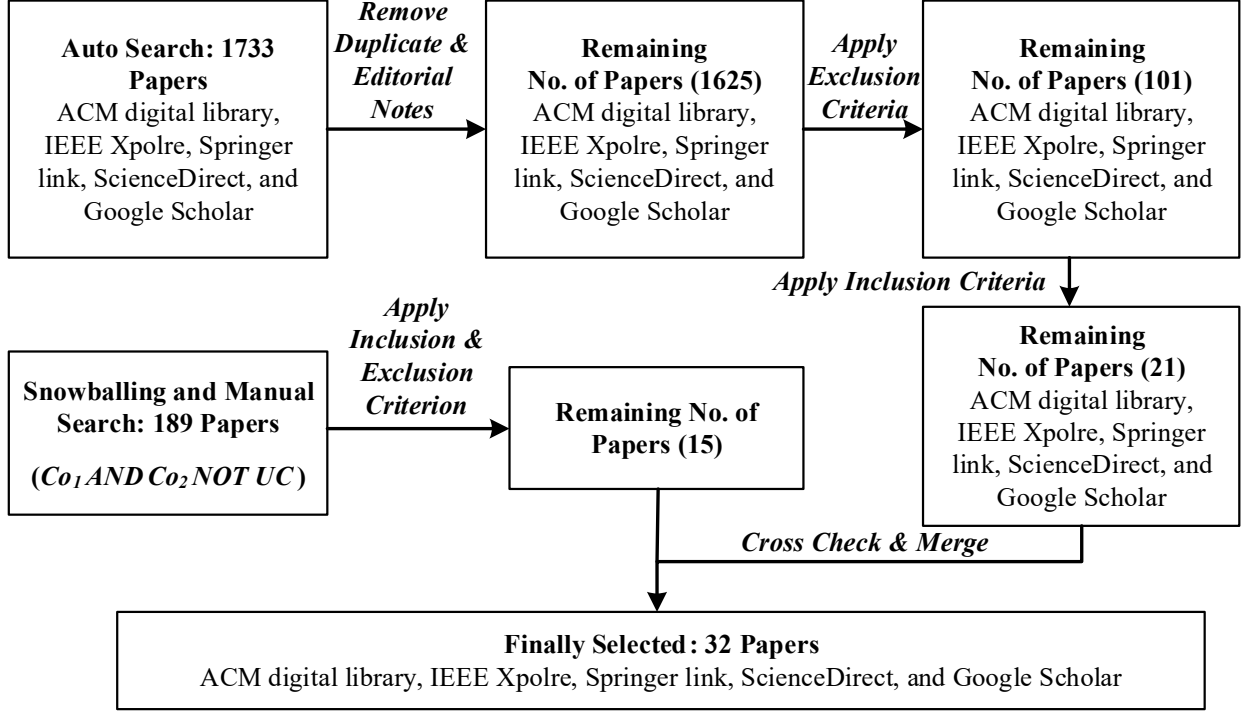 Auto Search: 1733
Papers
ACM digital library,
IEEE Xpolre, Springer
link, ScienceDirect, and
Google Scholar
Remove
Duplicate &
Editorial
Notes
Remaining
No. of Papers (1625)
ACM digital library,
IEEE Xpolre, Springer
link, ScienceDirect, and
Google Scholar
Apply
Exclusion
Criteria
Remaining
No. of Papers (101)
ACM digital library,
IEEE Xpolre, Springer
link, ScienceDirect, and
Google Scholar
Apply Inclusion Criteria
Remaining
No. of Papers (21)
ACM digital library,
IEEE Xpolre, Springer
link, ScienceDirect, and
Google Scholar
Snowballing and Manual
Search: 189 Papers
(Co₁ AND Co₂ NOT UC)
Apply
Inclusion &
Exclusion
Criterion
Remaining No. of
Papers (15)
Cross Check & Merge
Finally Selected: 32 Papers
ACM digital library, IEEE Xpolre, Springer link, ScienceDirect, and Google Scholar